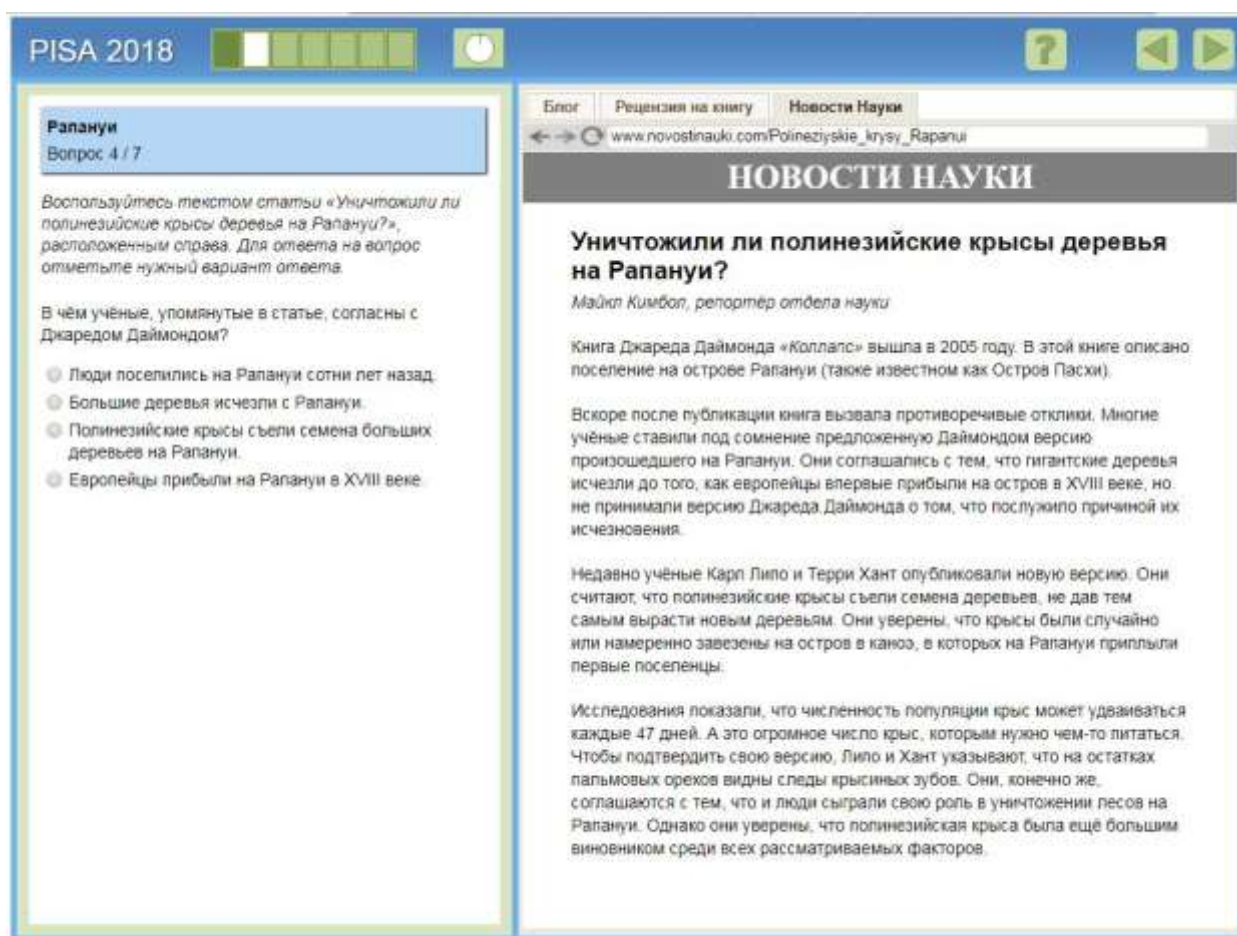 PISA 2018
?
Рапануи
Вопрос 4 / 7
Воспользуйтесь текстом статьи «Уничтожили ли
полинезийские крысы деревья на Рапануи?»,
расположенным справа. Для ответа на вопрос
отметьте нужный вариант ответа.
В чём учёные, упомянутые в статье, согласны с
Джаредом Даймондом?
Люди поселились на Рапануи сотни лет назад.
Большие деревья исчезли с Рапануи.
Полинезийские крысы съели семена больших
деревьев на Рапануи.
Европейцы прибыли на Рапануи в XVIII веке.
Блог Рецензия на книгу Новости Науки
www.novostinauki.com/Polineziyskie_krysy_Rapanui
НОВОСТИ НАУКИ
Уничтожили ли полинезийские крысы деревья
на Рапануи?
Майкл Кимбол, репортёр отдела науки
Книга Джареда Даймонда «Коллапс» вышла в 2005 году. В этой книге описано
поселение на острове Рапануи (также известном как Остров Пасхи).
Вскоре после публикации книга вызвала противоречивые отклики. Многие
учёные ставили под сомнение предложенную Даймондом версию
произошедшего на Рапануи. Они соглашались с тем, что гигантские деревья
исчезли до того, как европейцы впервые прибыли на остров в XVIII веке, но
не принимали версию Джареда Даймонда о том, что послужило причиной их
исчезновения.
Недавно учёные Карл Липо и Терри Хант опубликовали новую версию. Они
считают, что полинезийские крысы съели семена деревьев, не дав тем
самым вырасти новым деревьям. Они уверены, что крысы были случайно
или намеренно завезены на остров в каноэ, в которых на Рапануи приплыли
первые поселенцы.
Исследования показали, что численность популяции крыс может удваиваться
каждые 47 дней. А это огромное число крыс, которым нужно чем-то питаться.
Чтобы подтвердить свою версию, Липо и Хант указывают, что на остатках
пальмовых орехов видны следы крысиных зубов. Они, конечно же,
соглашаются с тем, что и люди сыграли свою роль в уничтожении лесов на
Рапануи. Однако они уверены, что полинезийская крыса была ещё большим
виновником среди всех рассматриваемых факторов.